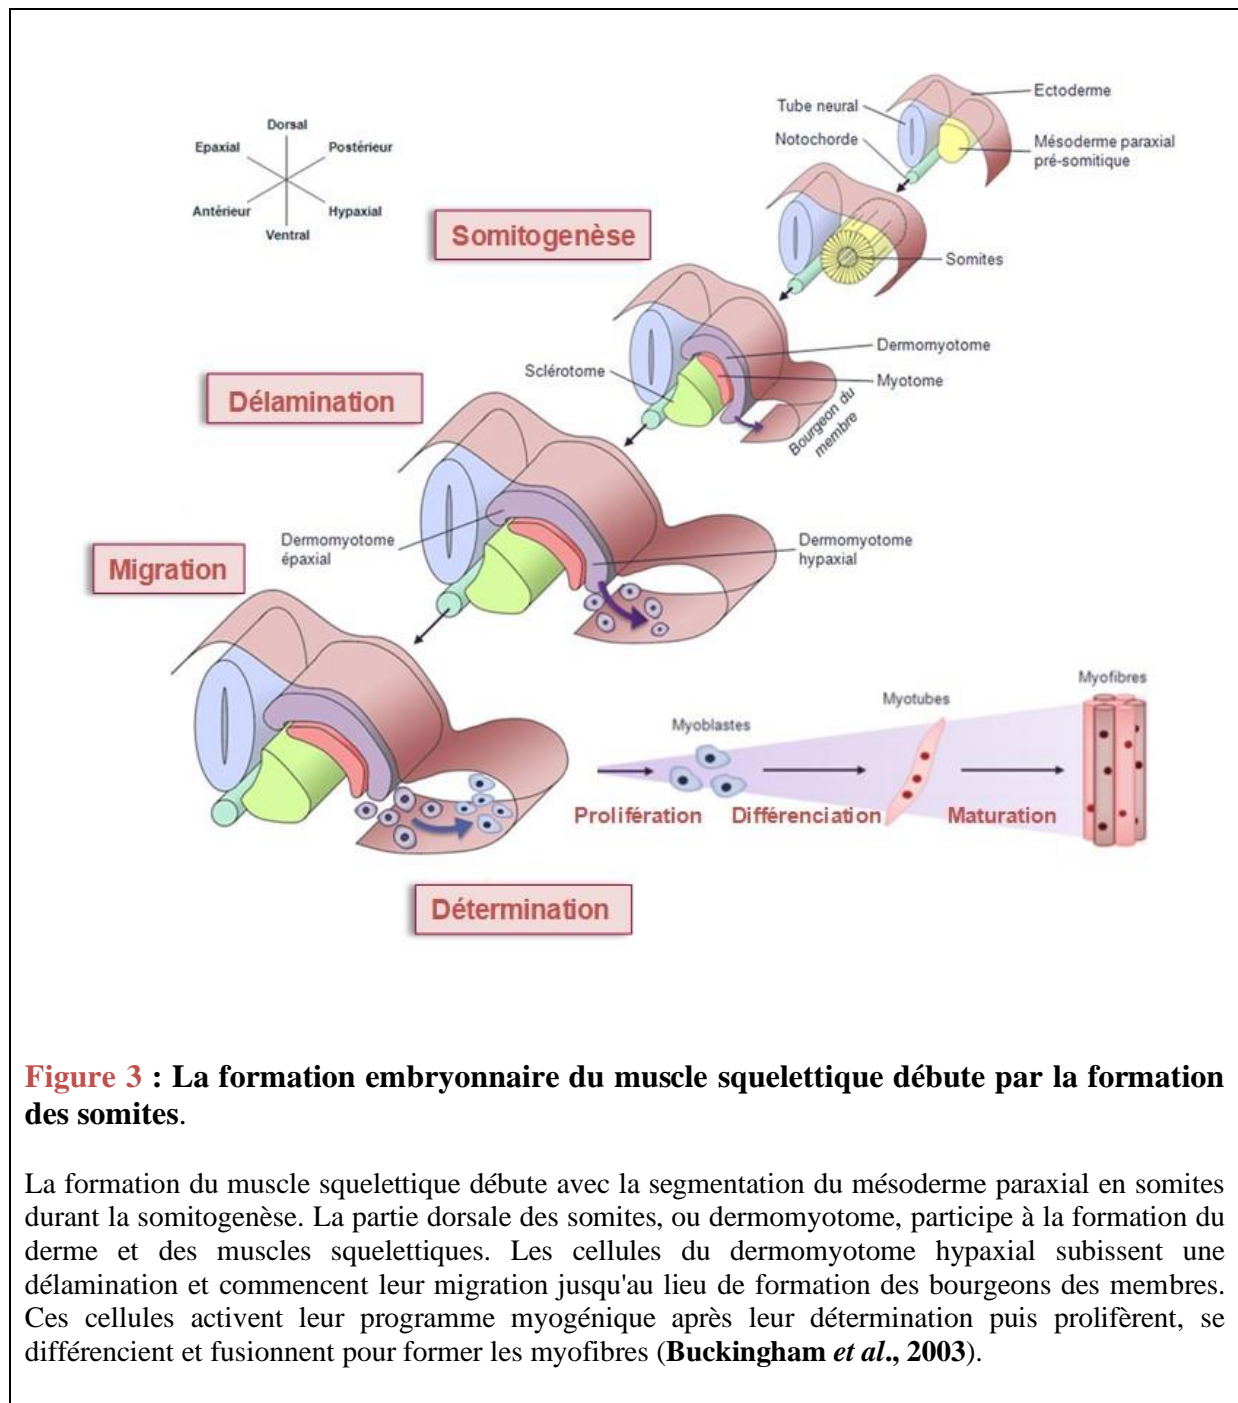 Ectoderme
Tube neural
Notochorde
Mésoderme paraxial
pré-somitique
Dorsal
Epaxial
Postérieur
Antérieur
Hypaxial
Ventral
Somitogenèse
Somites
Dermomyotome
Sclérotome
Myotome
Bourgeon du
membre
Délamination
Dermomyotome
épaxial
Dermomyotome
hypaxial
Migration
Myoblastes
Myotubes
Myofibres
Prolifération
Différenciation
Maturation
Détermination
Figure 3 : La formation embryonnaire du muscle squelettique débute par la formation
des somites.
La formation du muscle squelettique débute avec la segmentation du mésoderme paraxial en somites
durant la somitogenèse. La partie dorsale des somites, ou dermomyotome, participe à la formation du
derme et des muscles squelettiques. Les cellules du dermomyotome hypaxial subissent une
délamination et commencent leur migration jusqu'au lieu de formation des bourgeons des membres.
Ces cellules activent leur programme myogénique après leur détermination puis prolifèrent, se
différencient et fusionnent pour former les myofibres (Buckingham et al., 2003).